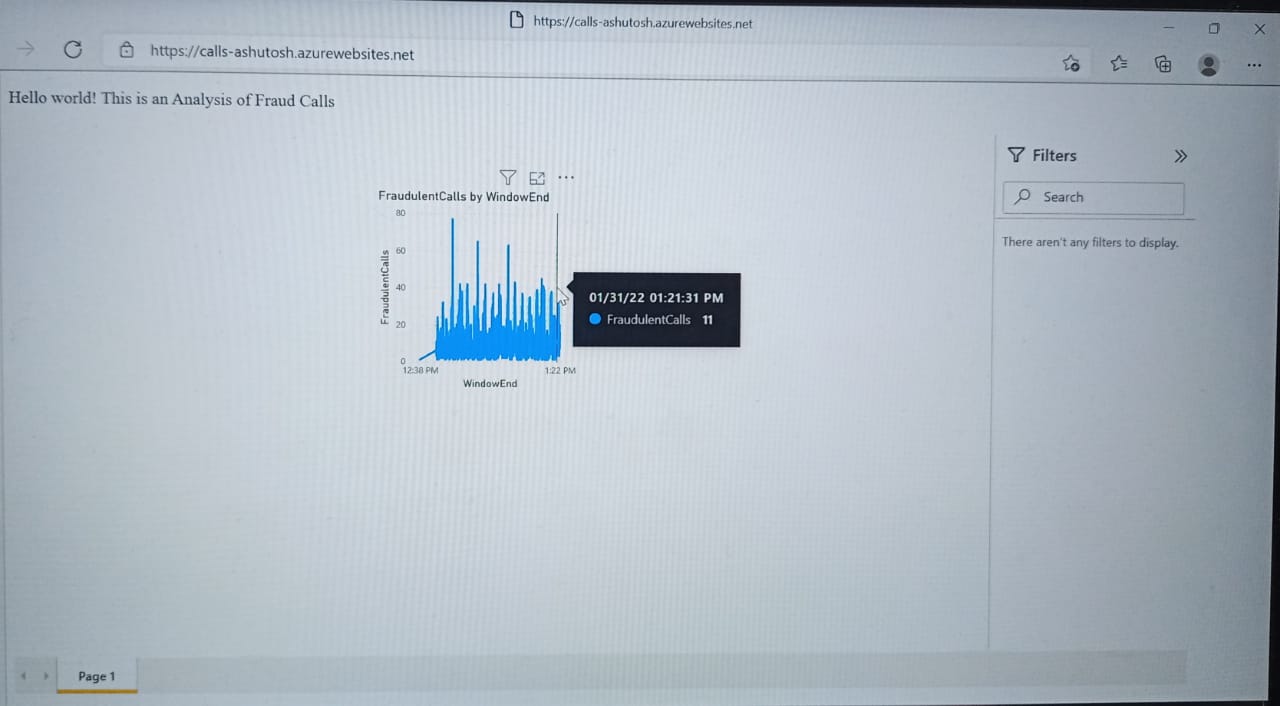 https://calls-ashutosh.azurewebsites.net
https://calls-ashutosh.azurewebsites.net
Hello world! This is an Analysis of Fraud Calls
Filters
Search
There aren't any filters to display.
FraudulentCalls by WindowEnd
80
60
40
20
0
FraudulentCalls
12:38 PM
1:22 PM
WindowEnd
01/31/22 01:21:31 PM
FraudulentCalls 11
Page 1